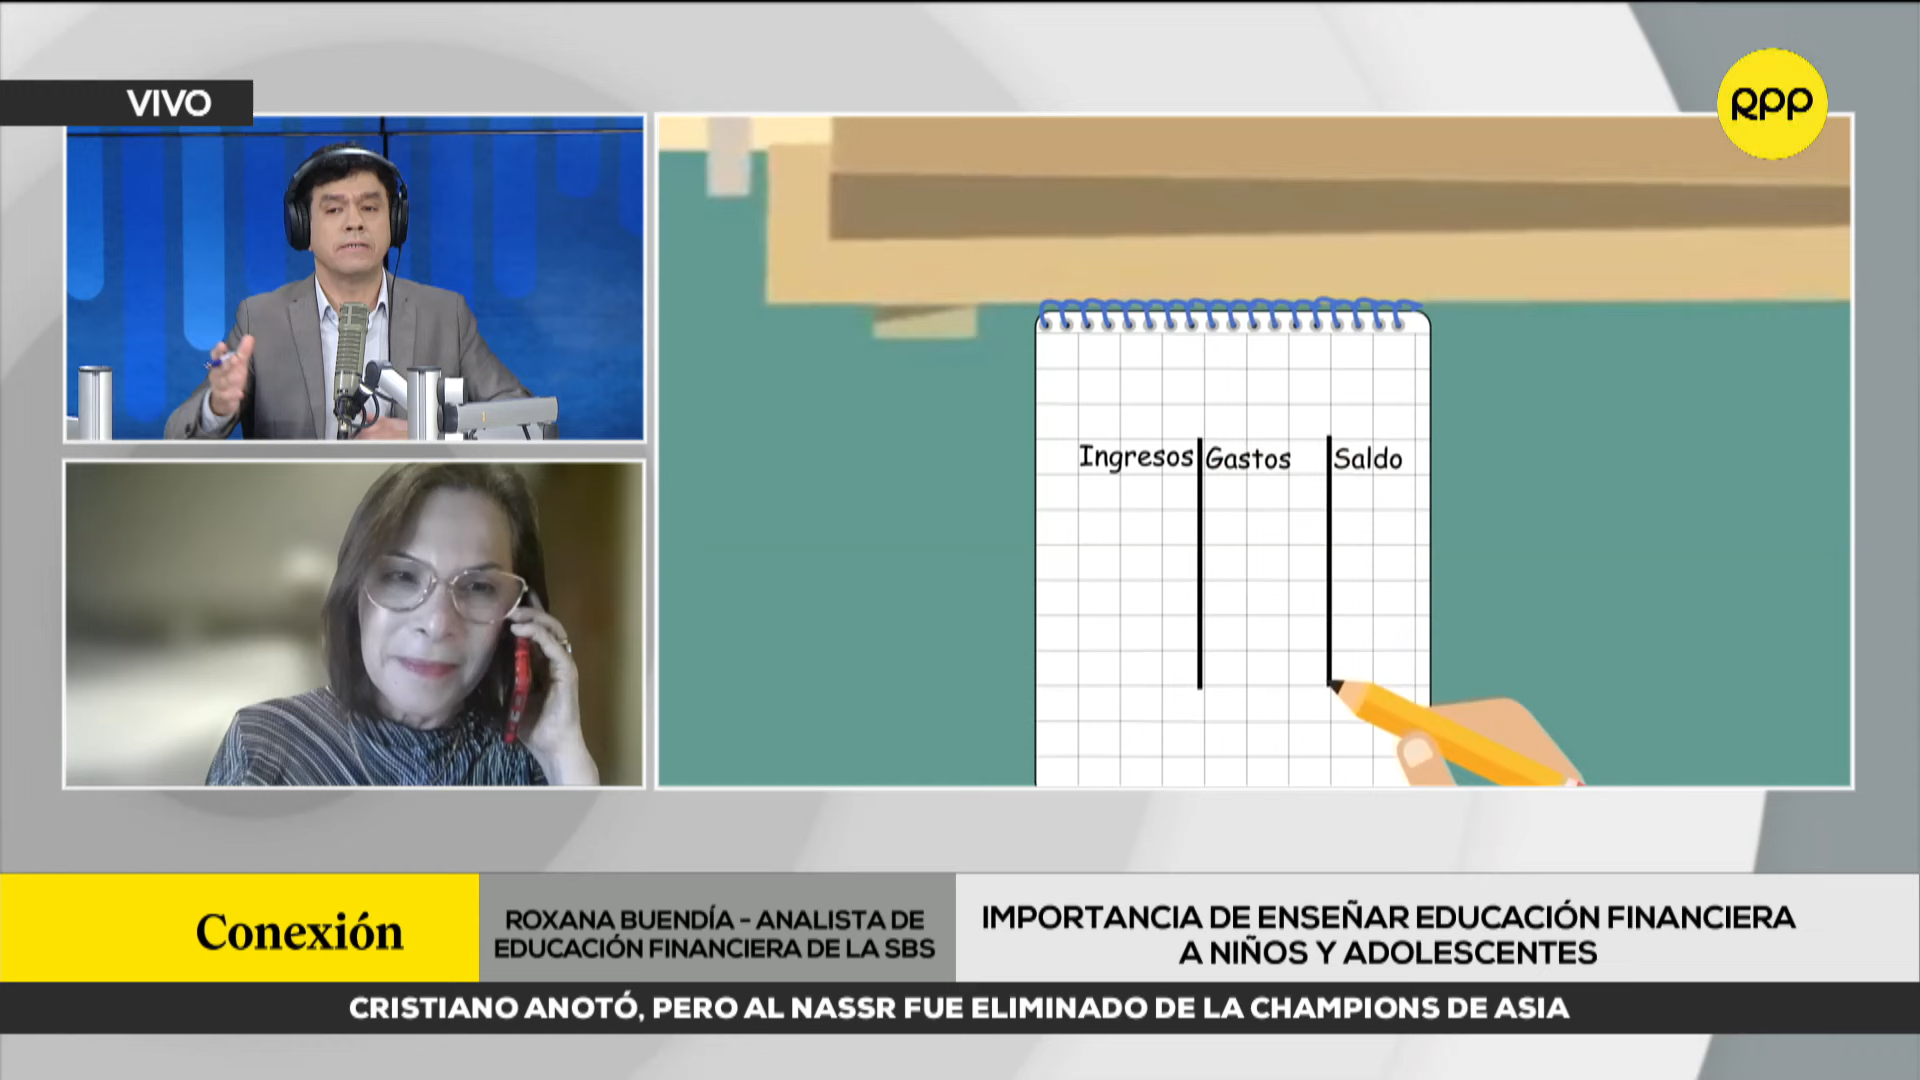 VIVO
RPP
Ingresos Gastos Saldo
Conexión
ROXANA BUENDÍA - ANALISTA DE
EDUCACIÓN FINANCIERA DE LA SBS
IMPORTANCIA DE ENSEÑAR EDUCACIÓN FINANCIERA
A NIÑOS Y ADOLESCENTES
CRISTIANO ANOTÓ, PERO AL NASSR FUE ELIMINADO DE LA CHAMPIONS DE ASIA